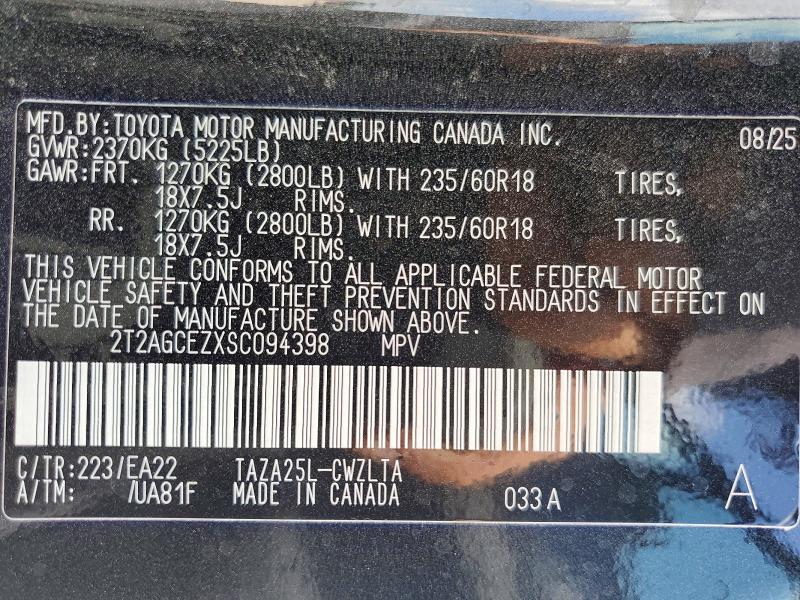 MFD.BY:TOYOTA MOTOR MANUFACTURING CANADA INC. 08/25
GVWR:2370KG (5225LB)
GAWR:FRT. 1270KG (2800LB) WITH 235/60R18 TIRES,
18X7.5J RIMS.
RR. 1270KG (2800LB) WITH 235/60R18 TIRES,
18X7.5J RIMS.
THIS VEHICLE CONFORMS TO ALL APPLICABLE FEDERAL MOTOR
VEHICLE SAFETY AND THEFT PREVENTION STANDARDS IN EFFECT ON
THE DATE OF MANUFACTURE SHOWN ABOVE.
2T2AGCEZXSC094398 MPV
C/TR:223/EA22 TAZA25L-CWZLTA
A/TM: /UA81F MADE IN CANADA 033 A A